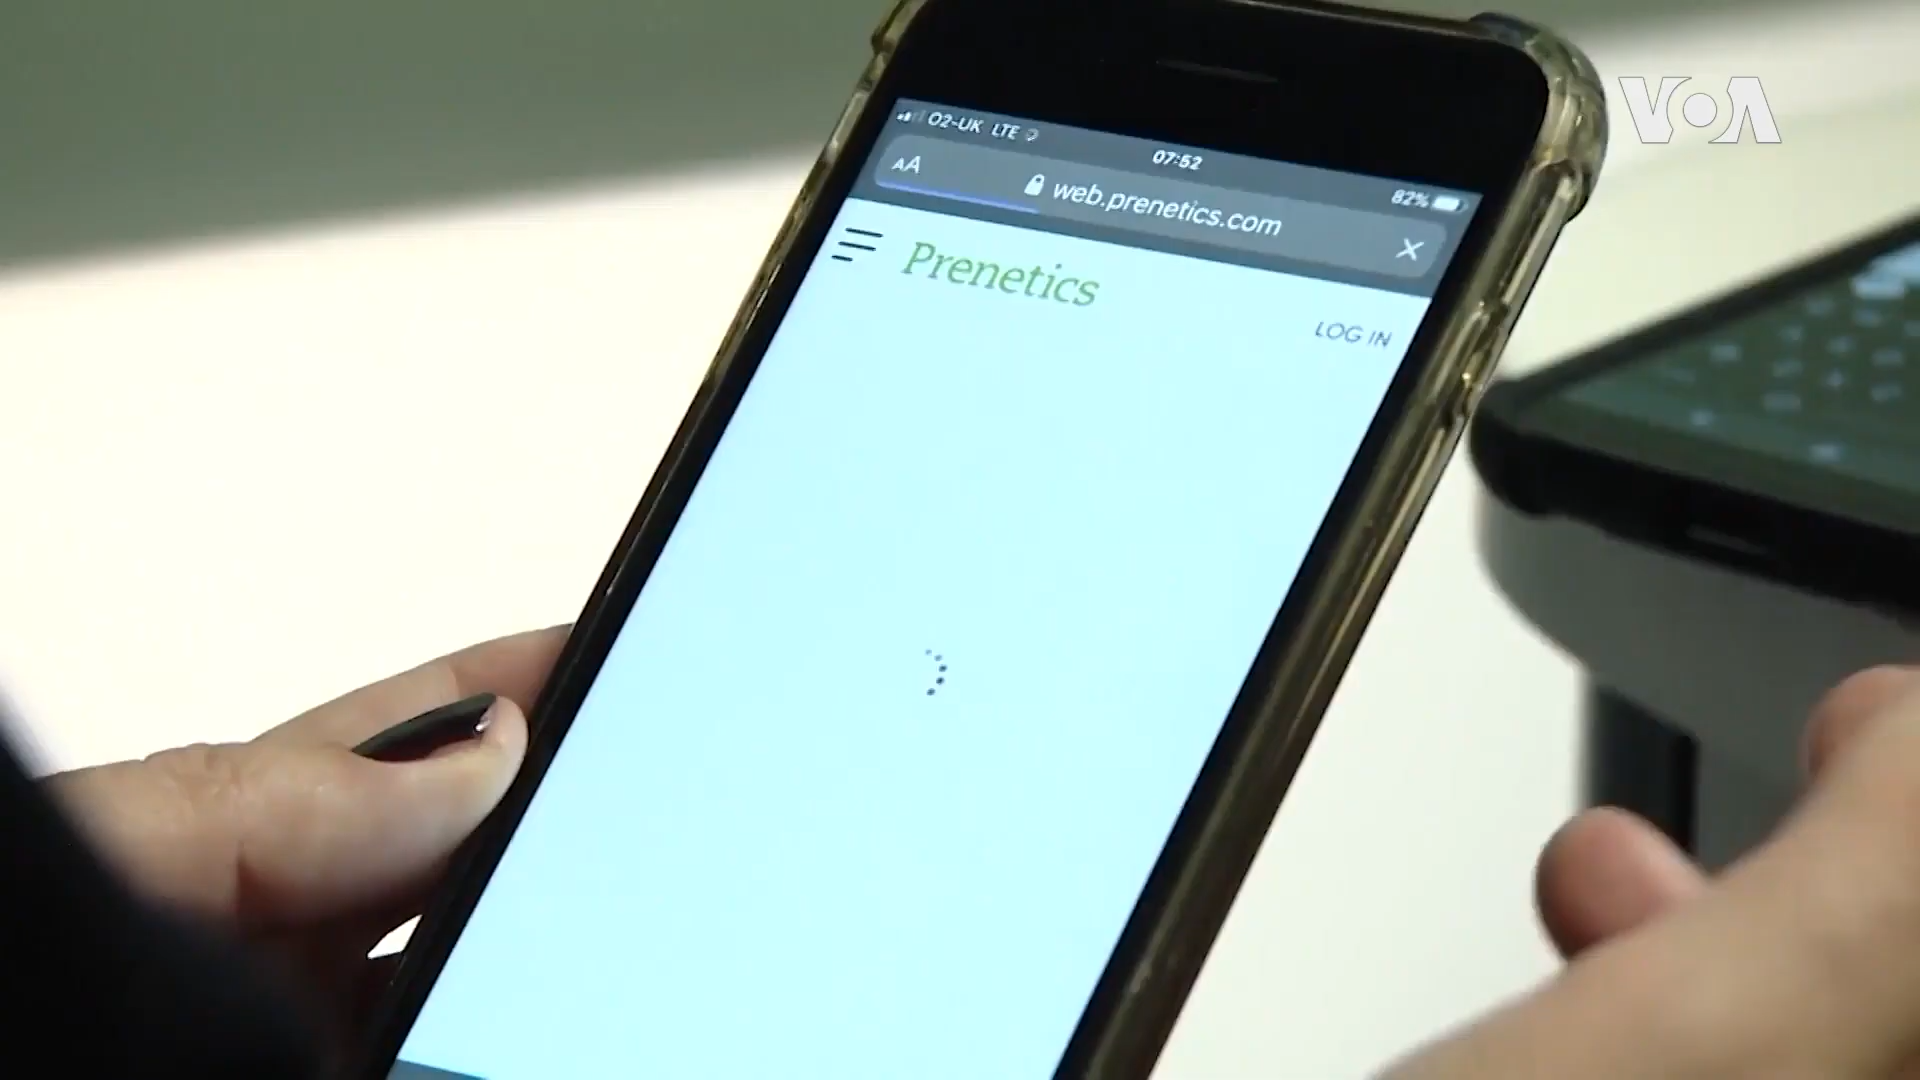 VOA
O2-UK LTE
07:52
82%
AA
web.prenetics.com
Prenetics
LOG IN